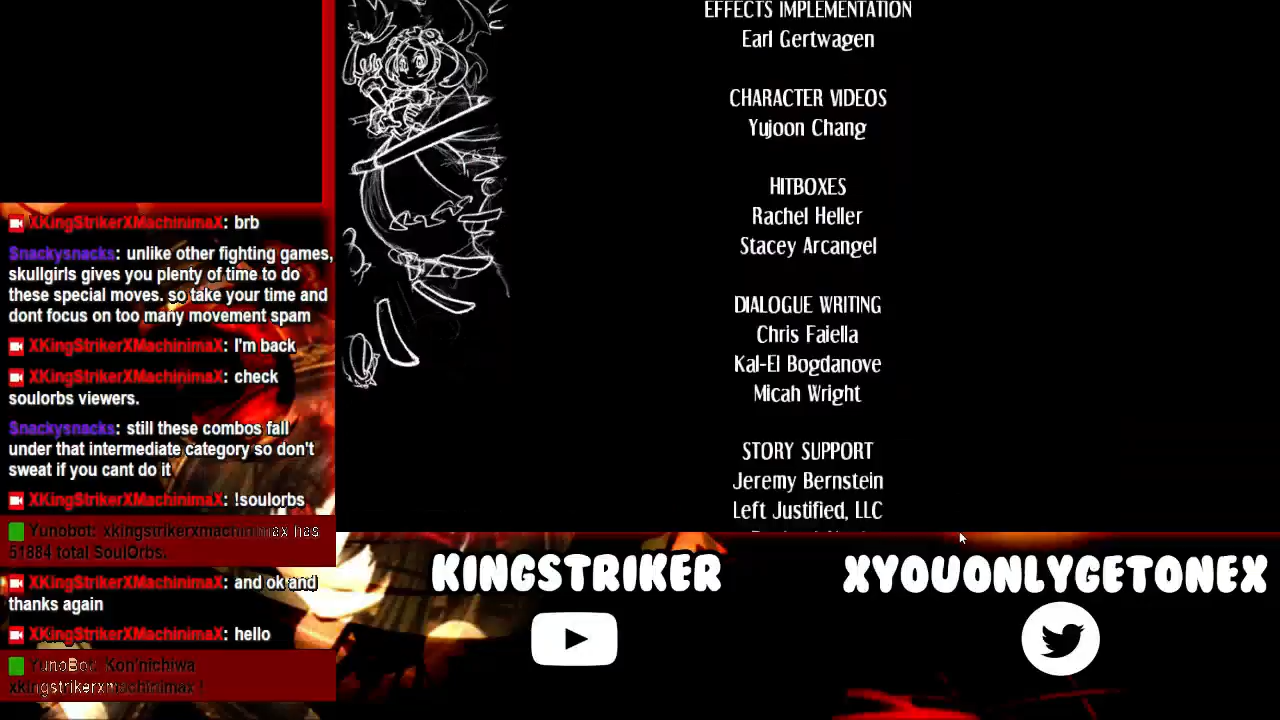 XKingStrikerXMachinimaX: brb
Snackysnacks: unlike other fighting games,
skullgirls gives you plenty of time to do
these special moves. so take your time and
dont focus on too many movement spam
XKingStrikerXMachinimaX: I'm back
XKingStrikerXMachinimaX: check
soulorbs viewers.
Snackysnacks: still these combos fall
under that intermediate category so don't
sweat if you cant do it
XKingStrikerXMachinimaX: !soulorbs
Yunobot: xkingstrikerxmachinimax has
51884 total SoulOrbs.
XKingStrikerXMachinimaX: and ok and
thanks again
XKingStrikerXMachinimaX: hello
YunoBot: Kon'nichiwa
xkingstrikerxmachinimax !
EFFECTS IMPLEMENTATION
Earl Gertwagen
CHARACTER VIDEOS
Yujoon Chang
HITBOXES
Rachel Heller
Stacey Arcangel
DIALOGUE WRITING
Chris Faiella
Kal-El Bogdanove
Micah Wright
STORY SUPPORT
Jeremy Bernstein
Left Justified, LLC
KINGSTRIKER
XYOUONLYGETONEX